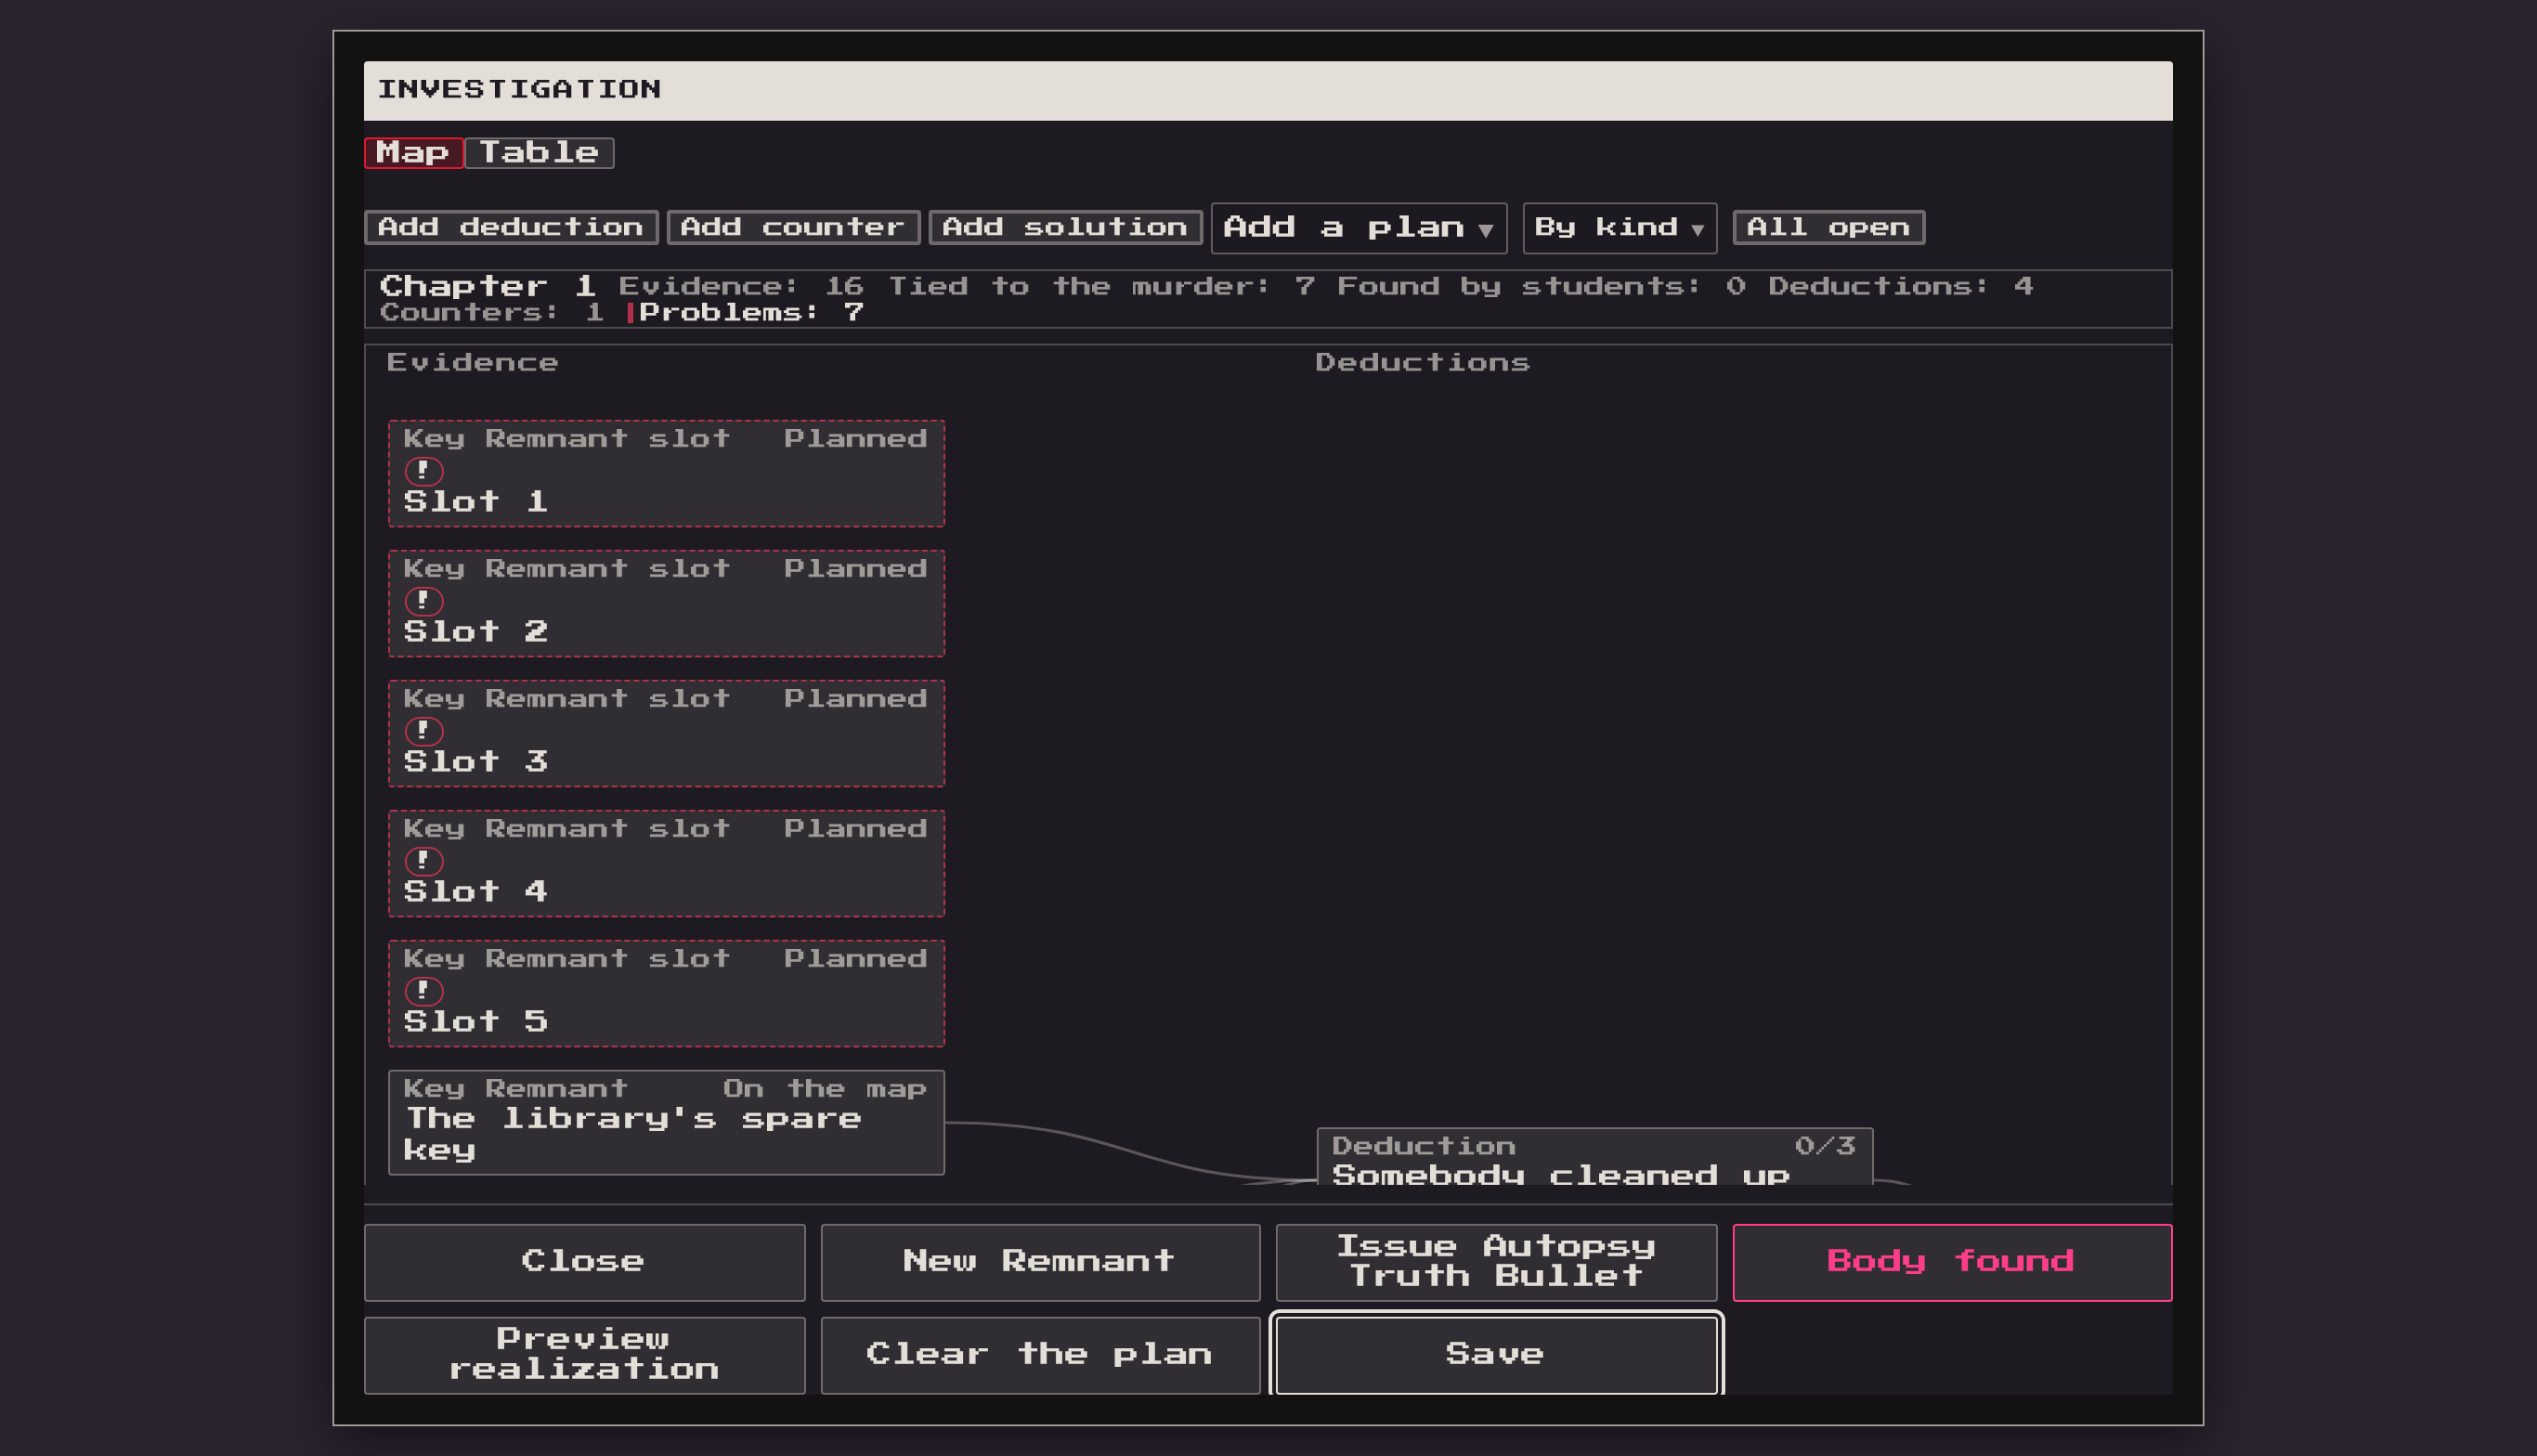 INVESTIGATION
Map Table
Add deduction Add counter Add solution Add a plan ▼ By kind ▼ All open
Chapter 1 Evidence: 16 Tied to the murder: 7 Found by students: 0 Deductions: 4
Counters: 1 Problems: 7
Evidence Deductions
Key Remnant slot Planned
!
Slot 1
Key Remnant slot Planned
!
Slot 2
Key Remnant slot Planned
!
Slot 3
Key Remnant slot Planned
!
Slot 4
Key Remnant slot Planned
!
Slot 5
Key Remnant On the map
The library's spare
key
Deduction 0/3
Somebody cleaned up
Close New Remnant Issue Autopsy
Truth Bullet Body found
Preview
realization Clear the plan Save